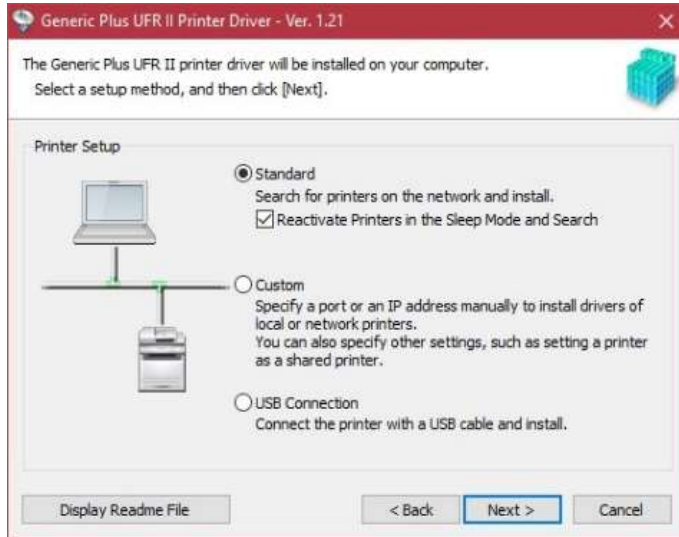 Generic Plus UFR II Printer Driver - Ver. 1.21
The Generic Plus UFR II printer driver will be installed on your computer.
Select a setup method, and then click [Next].
Printer Setup
Standard
Search for printers on the network and install.
Reactivate Printers in the Sleep Mode and Search
Custom
Specify a port or an IP address manually to install drivers of
local or network printers.
You can also specify other settings, such as setting a printer
as a shared printer.
USB Connection
Connect the printer with a USB cable and install.
Display Readme File
< Back
Next >
Cancel